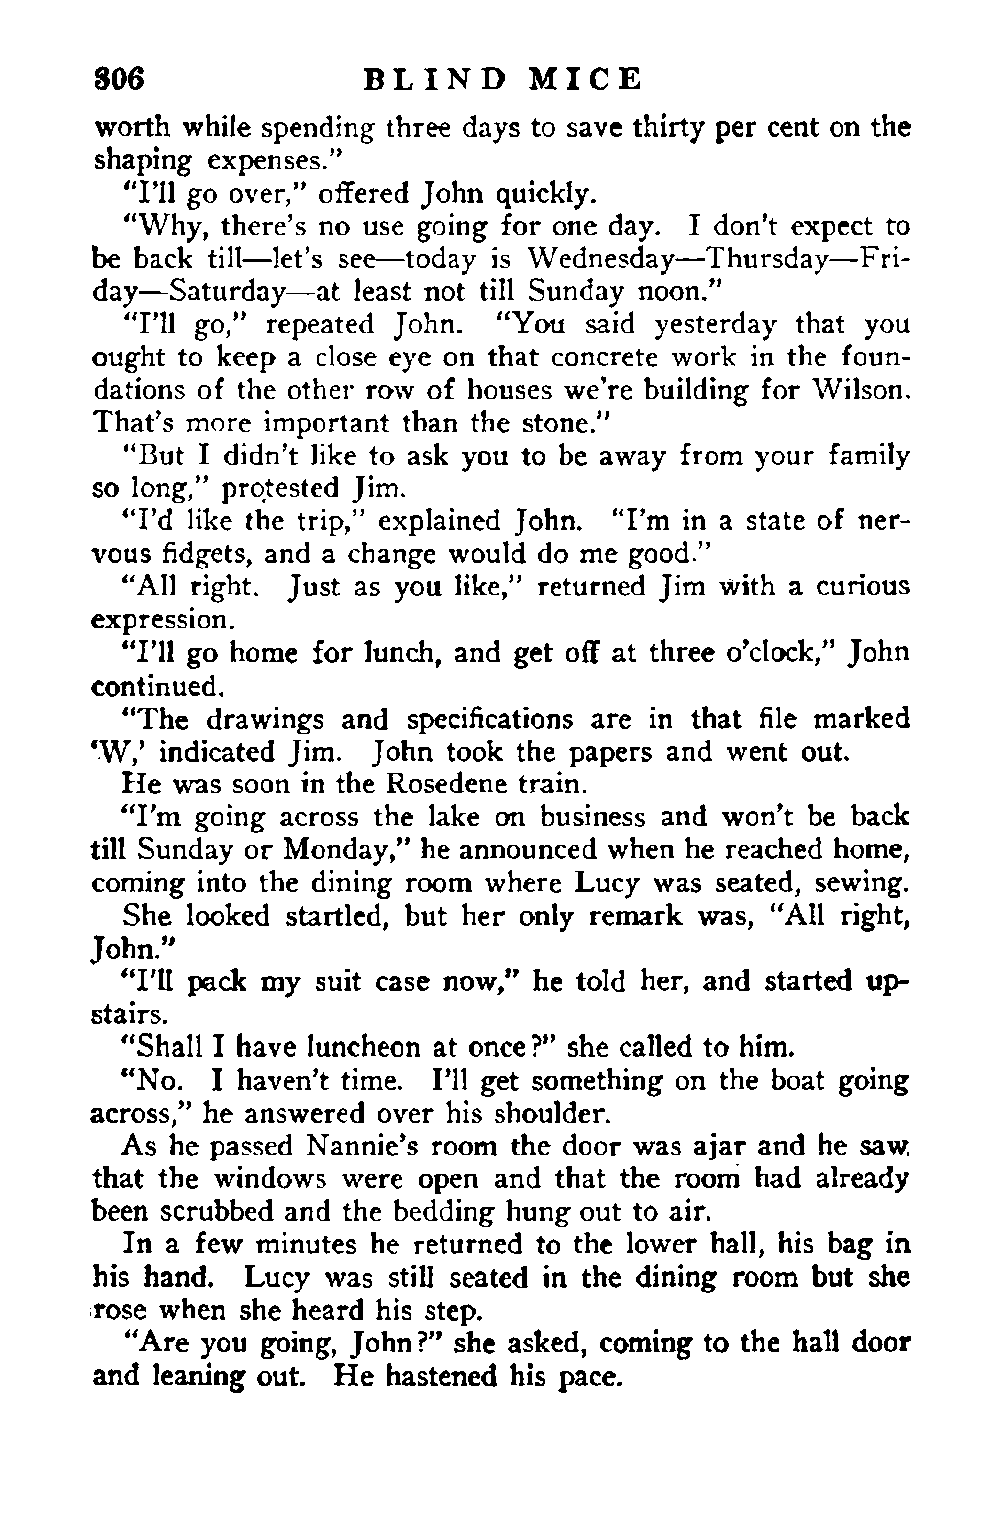 306 BLIND MICE
worth while spending three days to save thirty per cent on the
shaping expenses.”
“I’ll go over,” offered John quickly.
“Why, there’s no use going for one day. I don’t expect to
be back till—let’s see—today is Wednesday—Thursday—Fri-
day—Saturday—at least not till Sunday noon.”
“I’ll go,” repeated John. “You said yesterday that you
ought to keep a close eye on that concrete work in the foun-
dations of the other row of houses we’re building for Wilson.
That’s more important than the stone.”
“But I didn’t like to ask you to be away from your family
so long,” protested Jim.
“I’d like the trip,” explained John. “I’m in a state of ner-
vous fidgets, and a change would do me good.”
“All right. Just as you like,” returned Jim with a curious
expression.
“I’ll go home for lunch, and get off at three o’clock,” John
continued.
“The drawings and specifications are in that file marked
‘W,’ indicated Jim. John took the papers and went out.
He was soon in the Rosedene train.
“I’m going across the lake on business and won’t be back
till Sunday or Monday,” he announced when he reached home,
coming into the dining room where Lucy was seated, sewing.
She looked startled, but her only remark was, “All right,
John.”
“I’ll pack my suit case now,” he told her, and started up-
stairs.
“Shall I have luncheon at once?” she called to him.
“No. I haven’t time. I’ll get something on the boat going
across,” he answered over his shoulder.
As he passed Nannie’s room the door was ajar and he saw
that the windows were open and that the room had already
been scrubbed and the bedding hung out to air.
In a few minutes he returned to the lower hall, his bag in
his hand. Lucy was still seated in the dining room but she
rose when she heard his step.
“Are you going, John?” she asked, coming to the hall door
and leaning out. He hastened his pace.